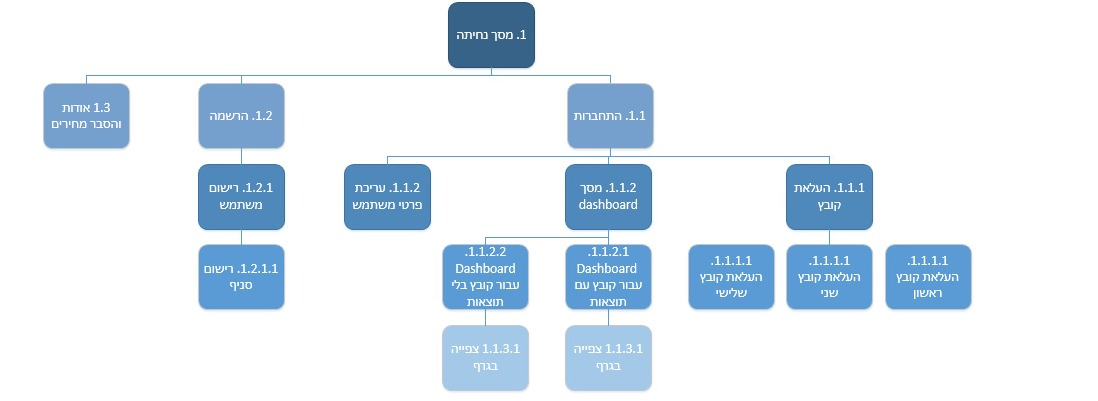 1. מסך נחיתה
1.1. התחברות
1.2. הרשמה
1.3 אודות
והסבר מחירים
1.1.1. העלאת
קובץ
1.1.2. מסך
dashboard
1.1.2. עריכת
פרטי משתמש
1.2.1. רישום
משתמש
1.1.1.1.
העלאת קובץ
ראשון
1.1.1.1.
העלאת קובץ
שני
1.1.1.1.
העלאת קובץ
שלישי
1.1.2.1.
Dashboard
עבור קובץ עם
תוצאות
1.1.2.2.
Dashboard
עבור קובץ בלי
תוצאות
1.2.1.1. רישום
סניף
1.1.3.1 צפייה
בגרף
1.1.3.1 צפייה
בגרף